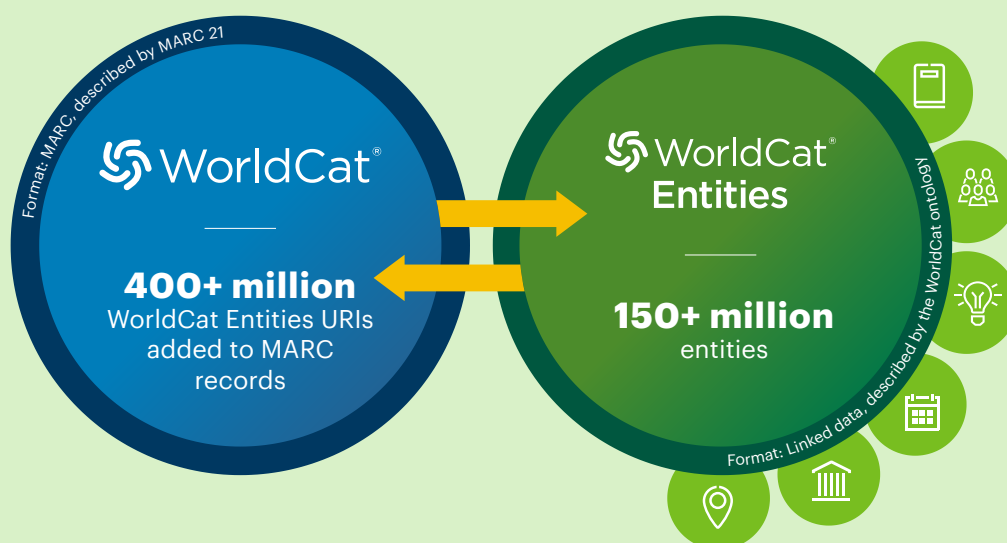 Format: MARC, described by MARC 21
WorldCat®
400+ million
WorldCat Entities URIs
added to MARC
records
WorldCat®
Entities
150+ million
entities
Format: Linked data, described by the WorldCat ontology